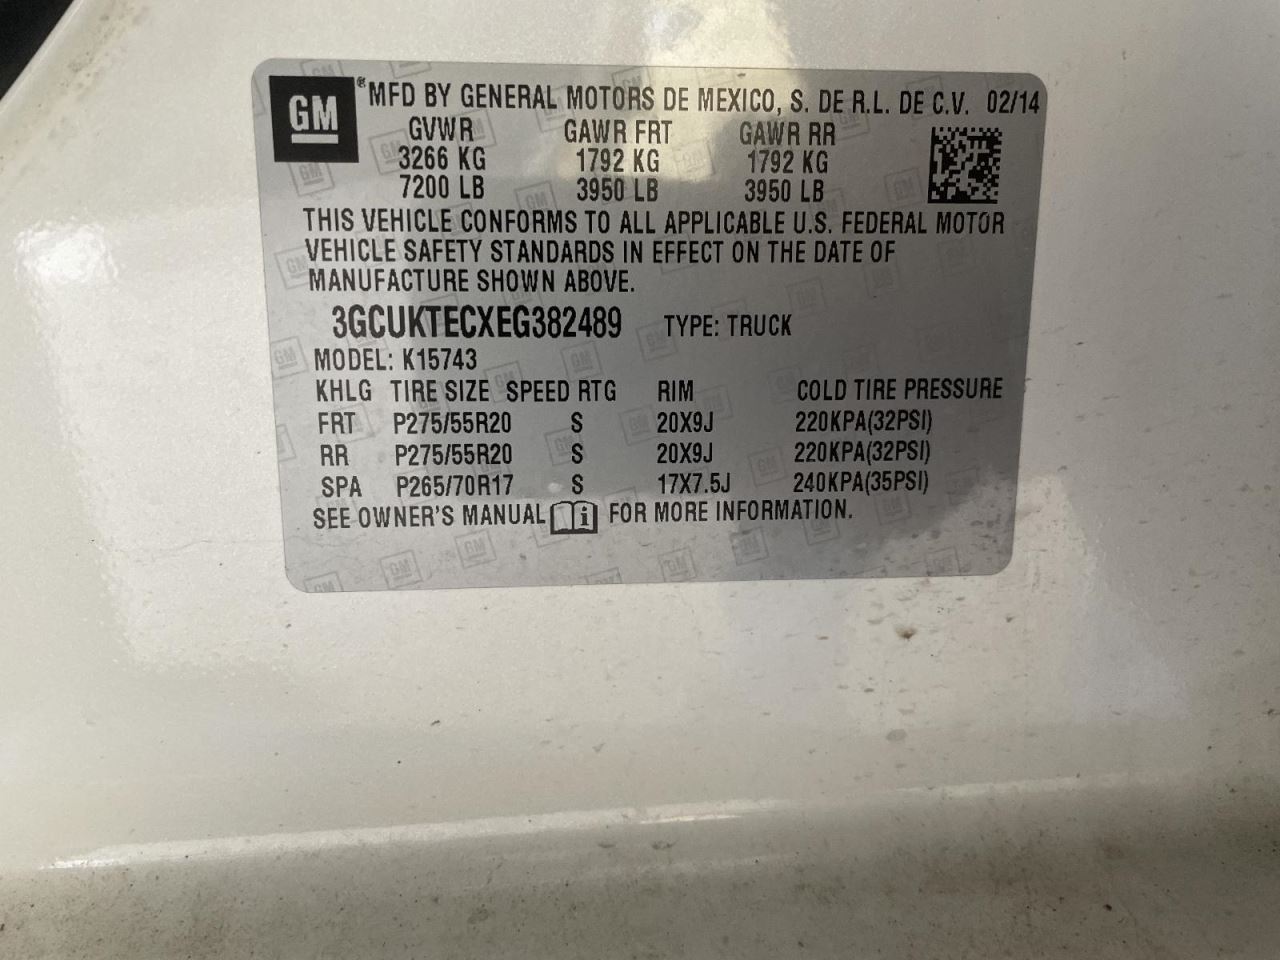 GM ® MFD BY GENERAL MOTORS DE MEXICO, S. DE R.L. DE C.V. 02/14
GVWR GAWR FRT GAWR RR
3266 KG 1792 KG 1792 KG
7200 LB 3950 LB 3950 LB
THIS VEHICLE CONFORMS TO ALL APPLICABLE U.S. FEDERAL MOTOR
VEHICLE SAFETY STANDARDS IN EFFECT ON THE DATE OF
MANUFACTURE SHOWN ABOVE.
3GCUKTECXEG382489 TYPE: TRUCK
MODEL: K15743
KHLG TIRE SIZE SPEED RTG RIM COLD TIRE PRESSURE
FRT P275/55R20 S 20X9J 220KPA(32PSI)
RR P275/55R20 S 20X9J 220KPA(32PSI)
SPA P265/70R17 S 17X7.5J 240KPA(35PSI)
SEE OWNER'S MANUAL i FOR MORE INFORMATION.